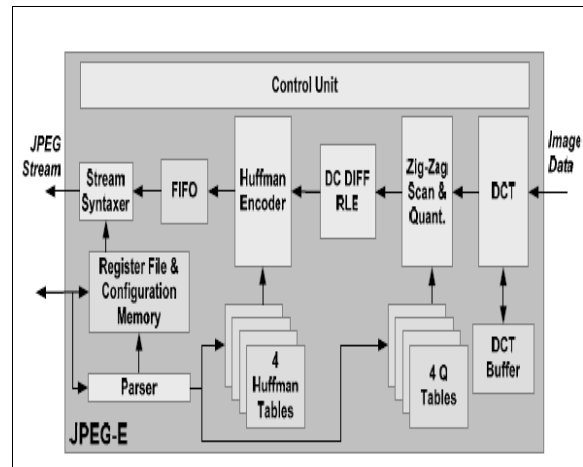 Control Unit
JPEG
Stream
Stream
Syntaxer
FIFO
Huffman
Encoder
DC DIFF
RLE
Zig-Zag
Scan &
Quant.
DCT
Image
Data
Register File &
Configuration
Memory
Parser
4
Huffman
Tables
4 Q
Tables
DCT
Buffer
JPEG-E